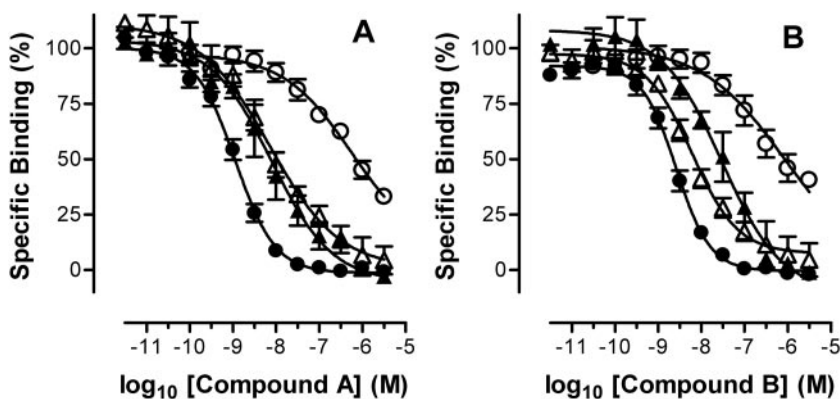 A
B
Specific Binding (%)
100
75
50
25
0
-11 -10 -9 -8 -7 -6 -5
log10 [Compound A] (M)
Specific Binding (%)
100
75
50
25
0
-11 -10 -9 -8 -7 -6 -5
log10 [Compound B] (M)